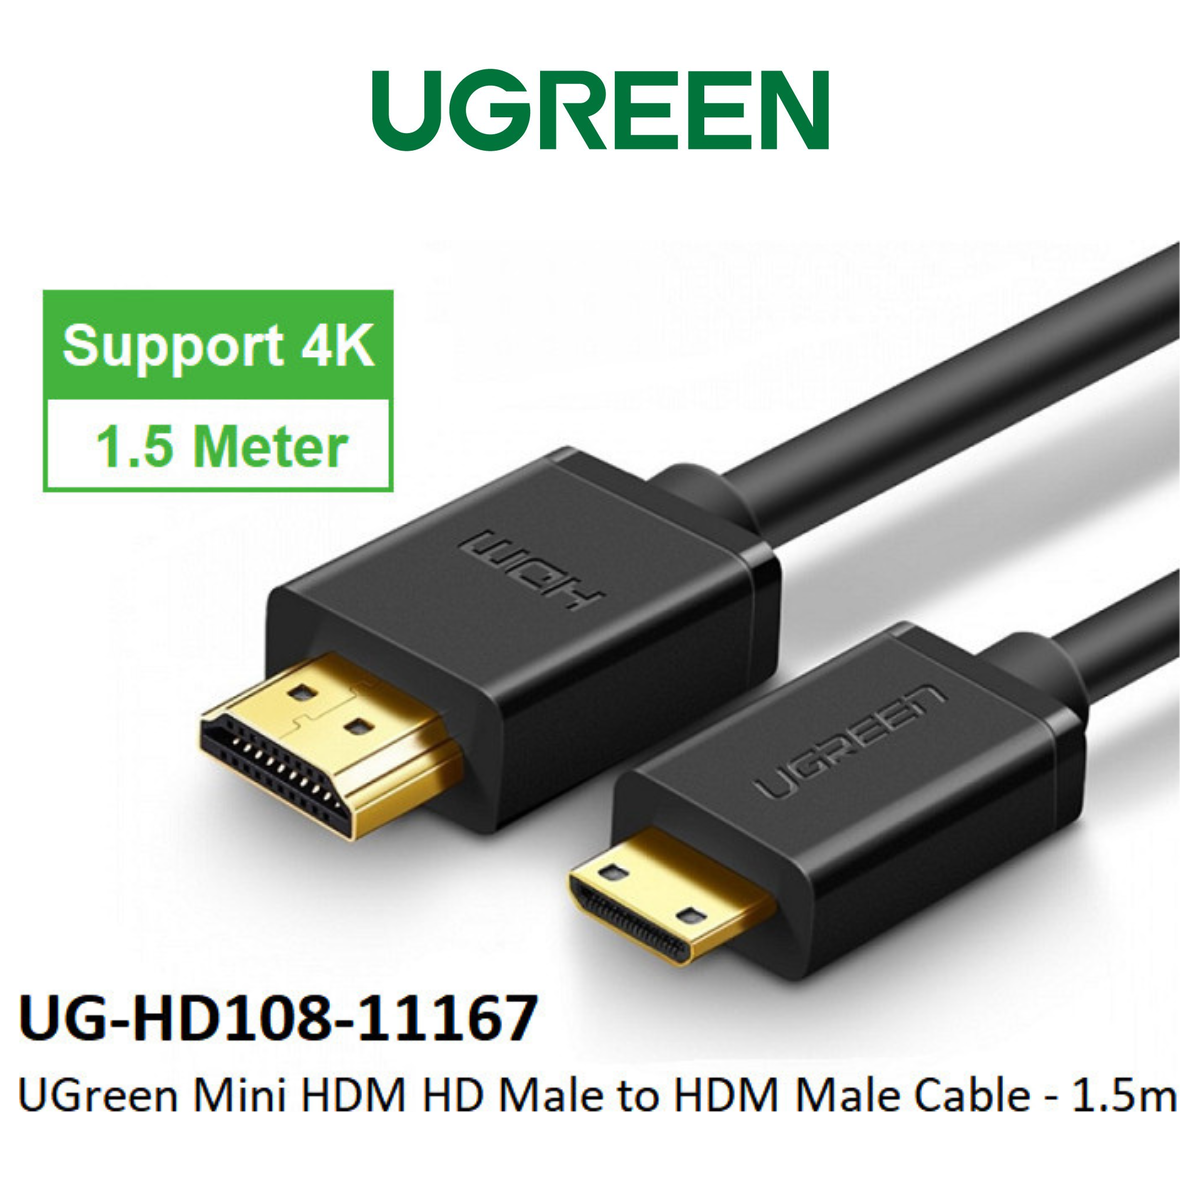 UGREEN
Support 4K
1.5 Meter
HDM
UGREEN
UG-HD108-11167
UGreen Mini HDM HD Male to HDM Male Cable - 1.5m